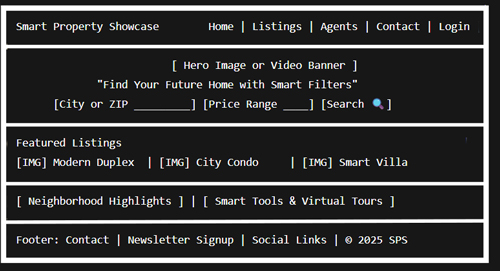 Smart Property Showcase Home | Listings | Agents | Contact | Login
[ Hero Image or Video Banner ]
"Find Your Future Home with Smart Filters"
[City or ZIP _________] [Price Range ____] [Search 🔍]
Featured Listings
[IMG] Modern Duplex | [IMG] City Condo | [IMG] Smart Villa
[ Neighborhood Highlights ] | [ Smart Tools & Virtual Tours ]
Footer: Contact | Newsletter Signup | Social Links | © 2025 SPS